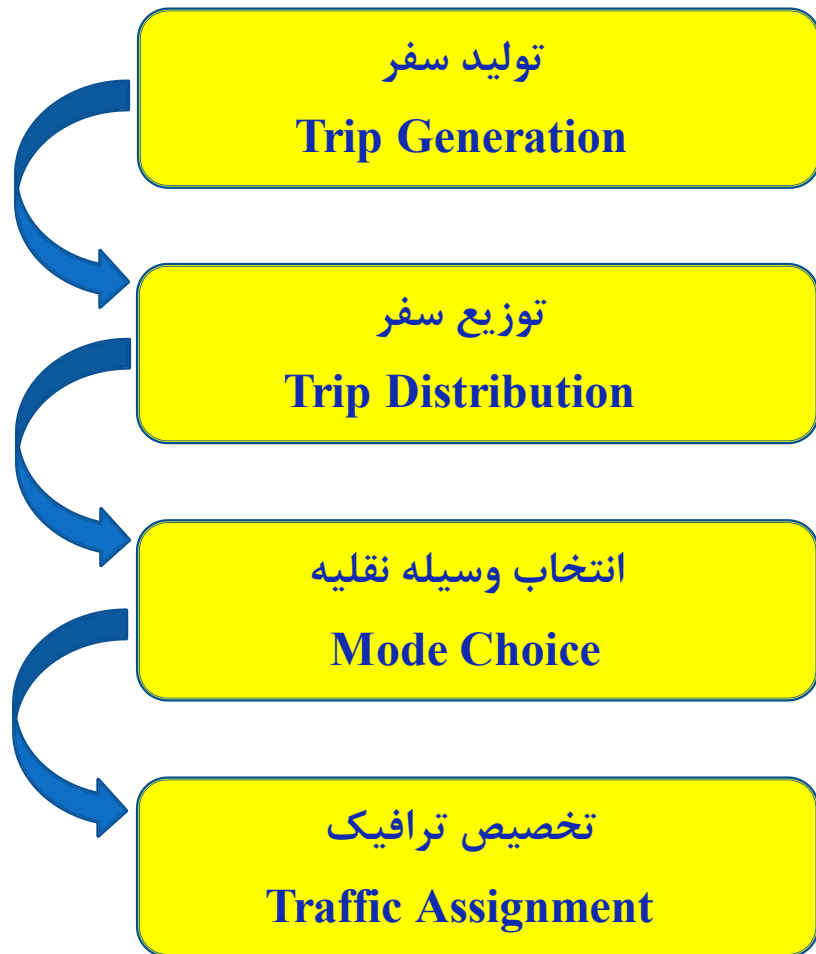 تولید سفر
Trip Generation
توزیع سفر
Trip Distribution
انتخاب وسیله نقلیه
Mode Choice
تخصیص ترافیک
Traffic Assignment